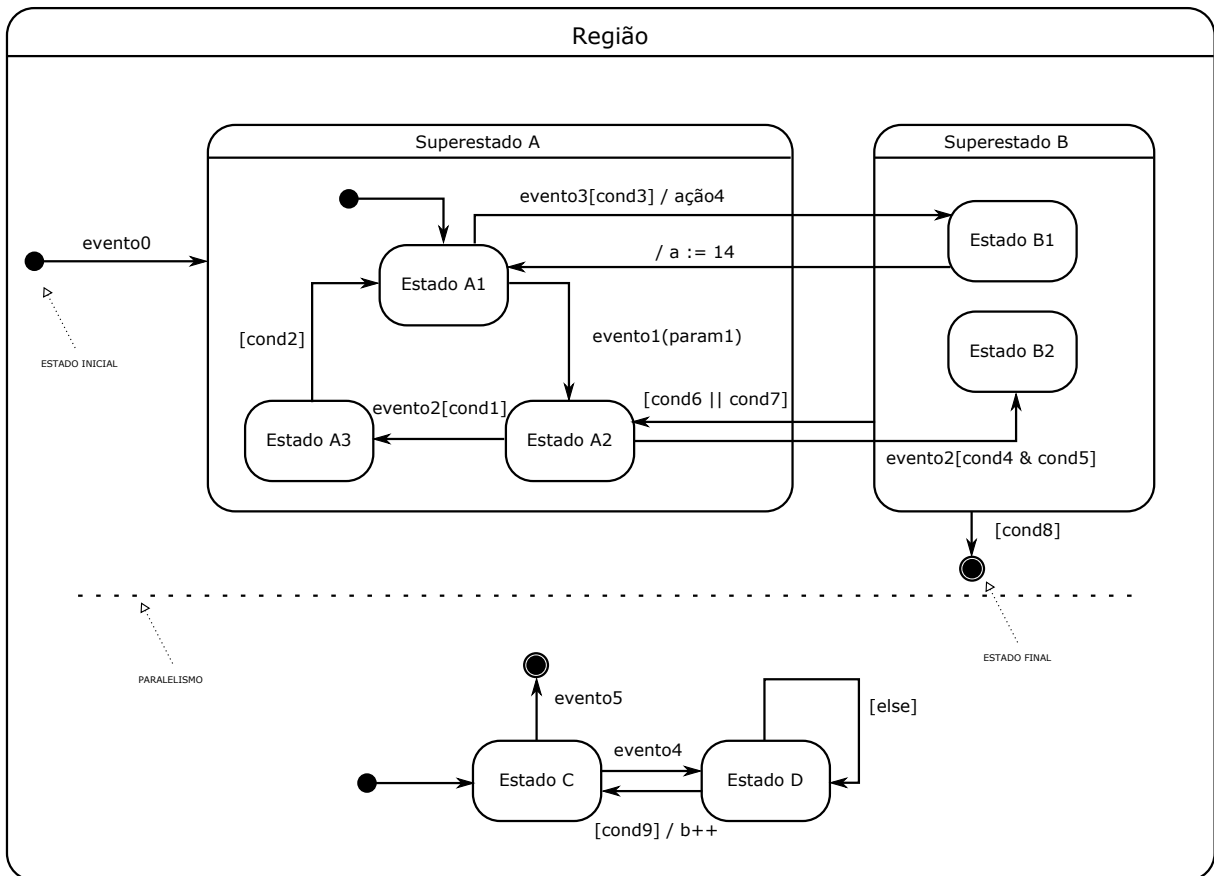 Região
Superestado A
Superestado B
evento3[cond3] / ação4
evento0
Estado B1
/ a := 14
Estado A1
[cond2]
evento1(param1)
Estado B2
ESTADO INICIAL
[cond6 || cond7]
evento2[cond1]
Estado A3
Estado A2
evento2[cond4 & cond5]
[cond8]
ESTADO FINAL
PARALELISMO
evento5
[else]
evento4
Estado C
Estado D
[cond9] / b++